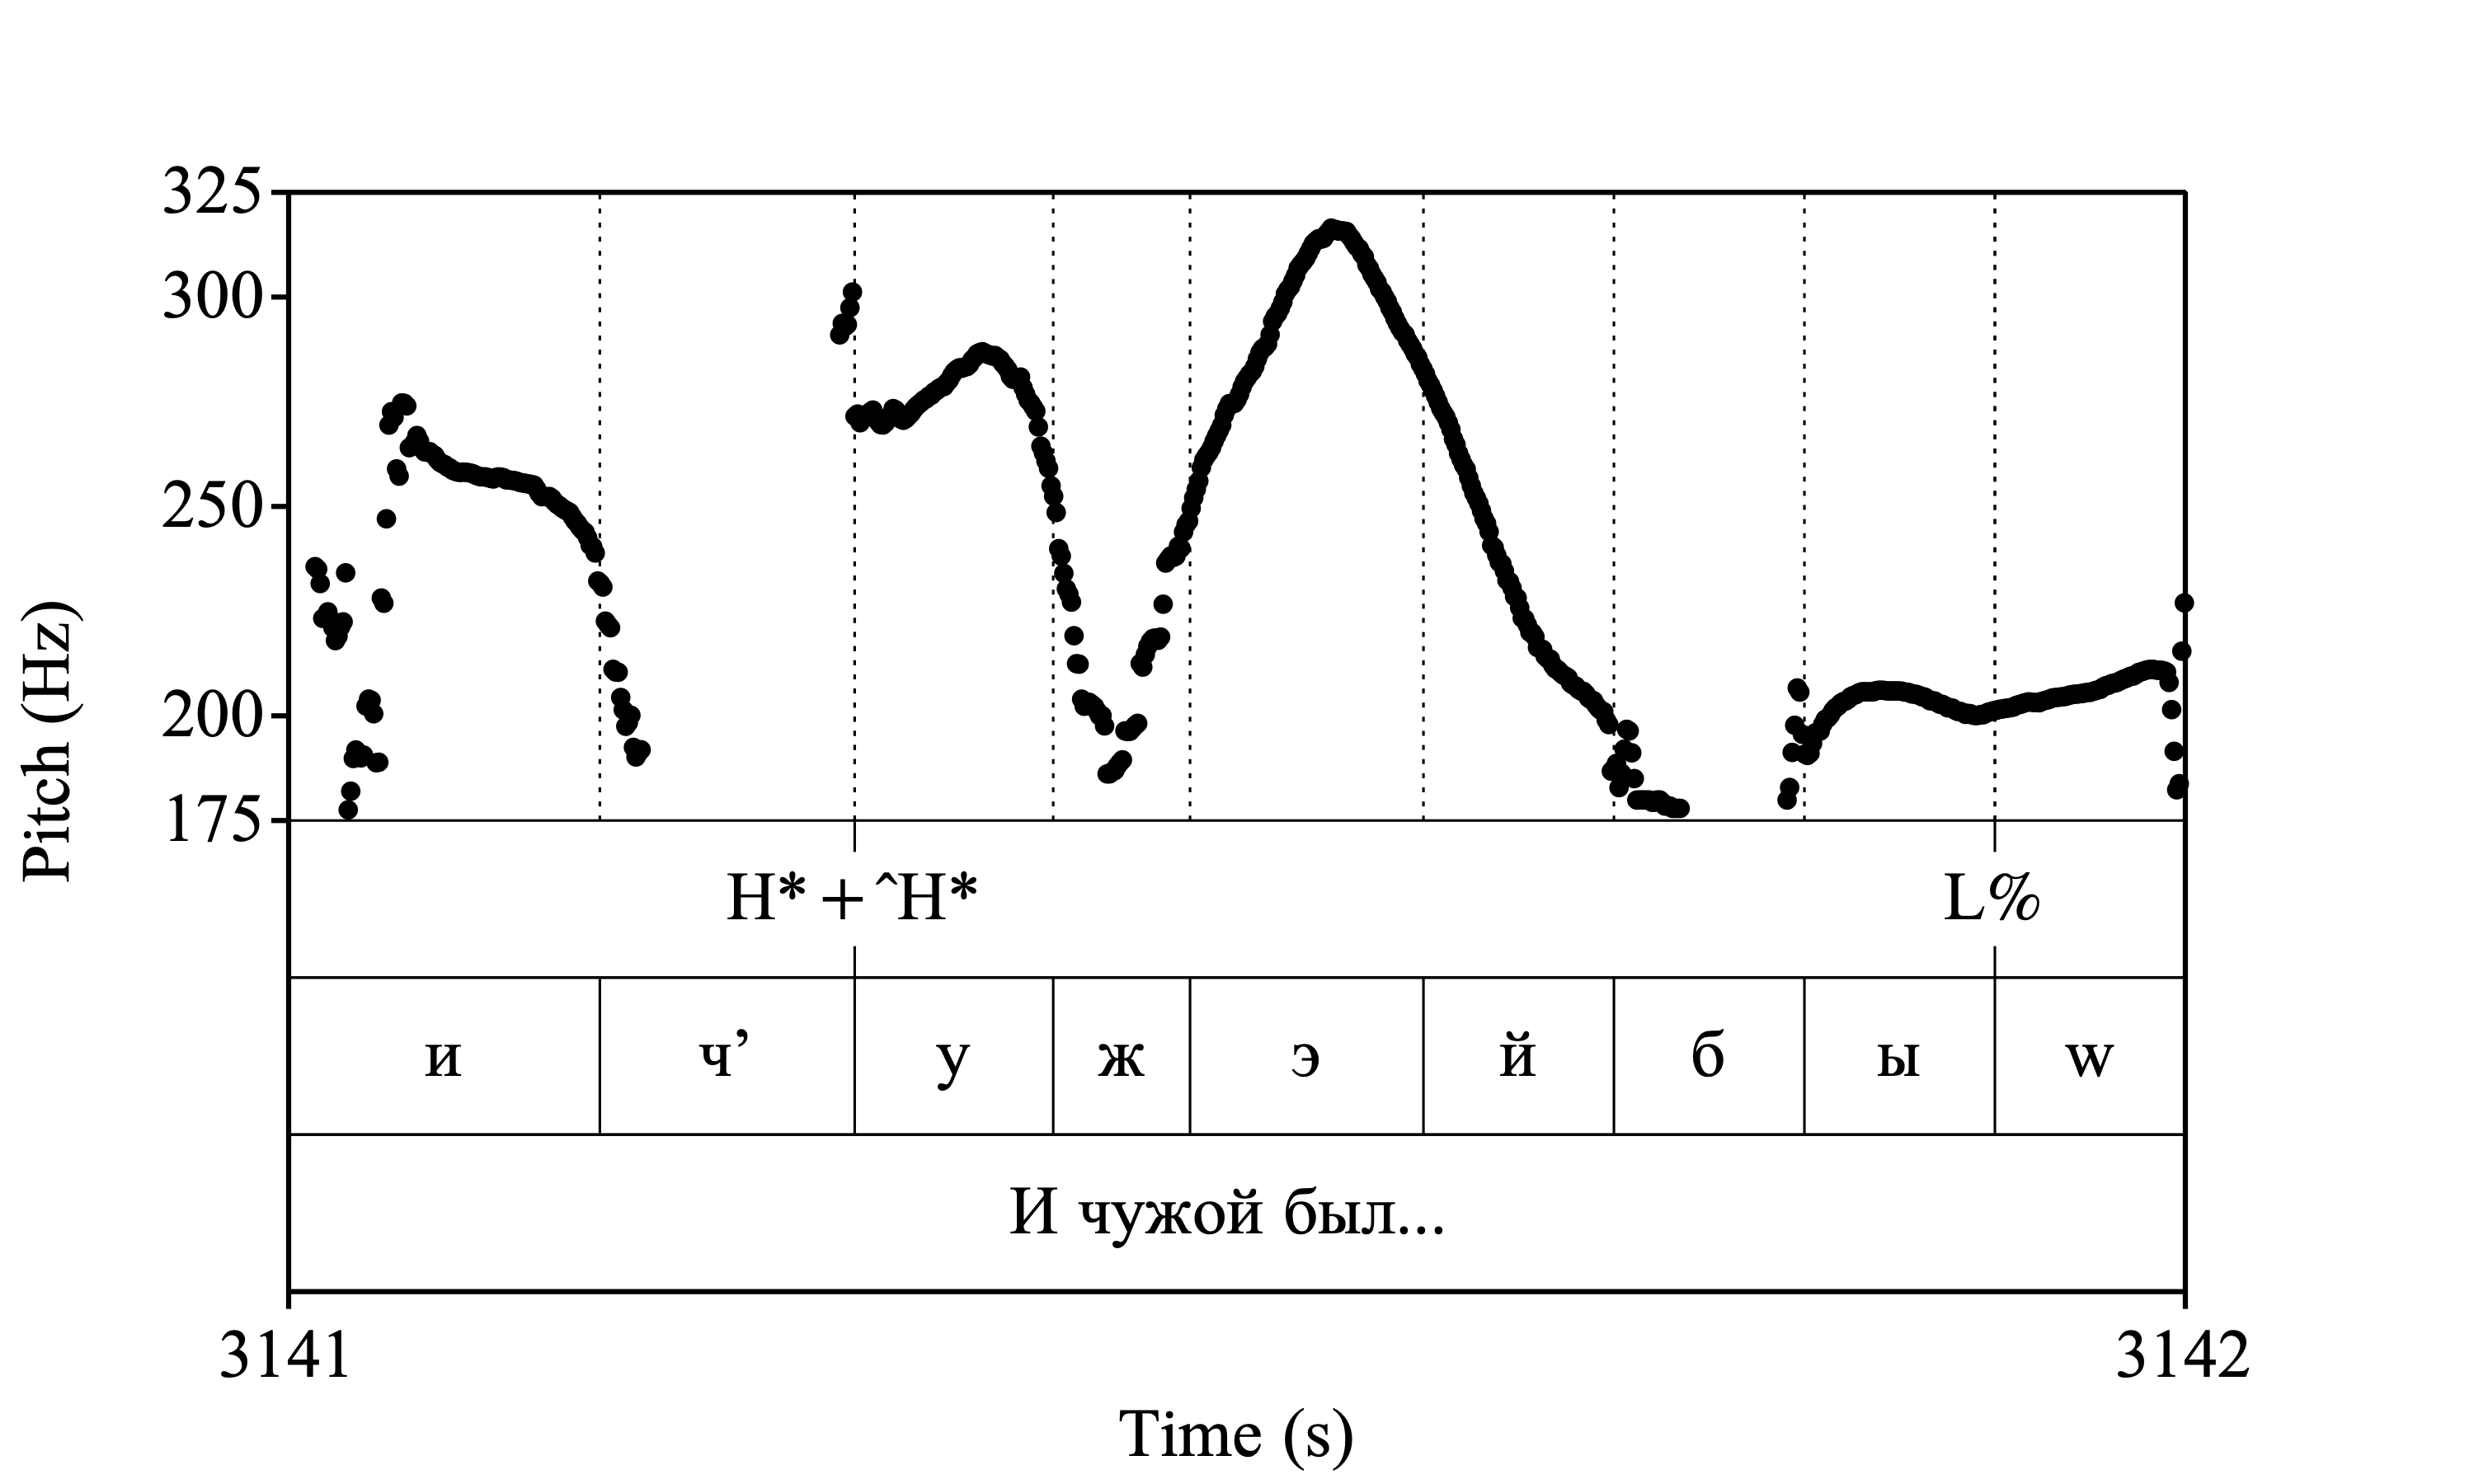 Pitch (Hz)
325
300
250
200
175
H*+^H* L%
и ч’ у ж э й б ы w
И чужой был...
3141 3142
Time (s)